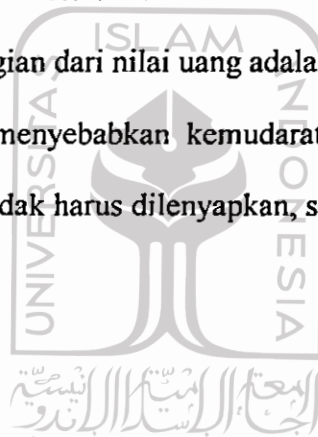 ISLAM
gian dari nilai uang adala
menyebabkan kemudarat
dak harus dilenyapkan, s
UNIVERSITAS
INDONESIA